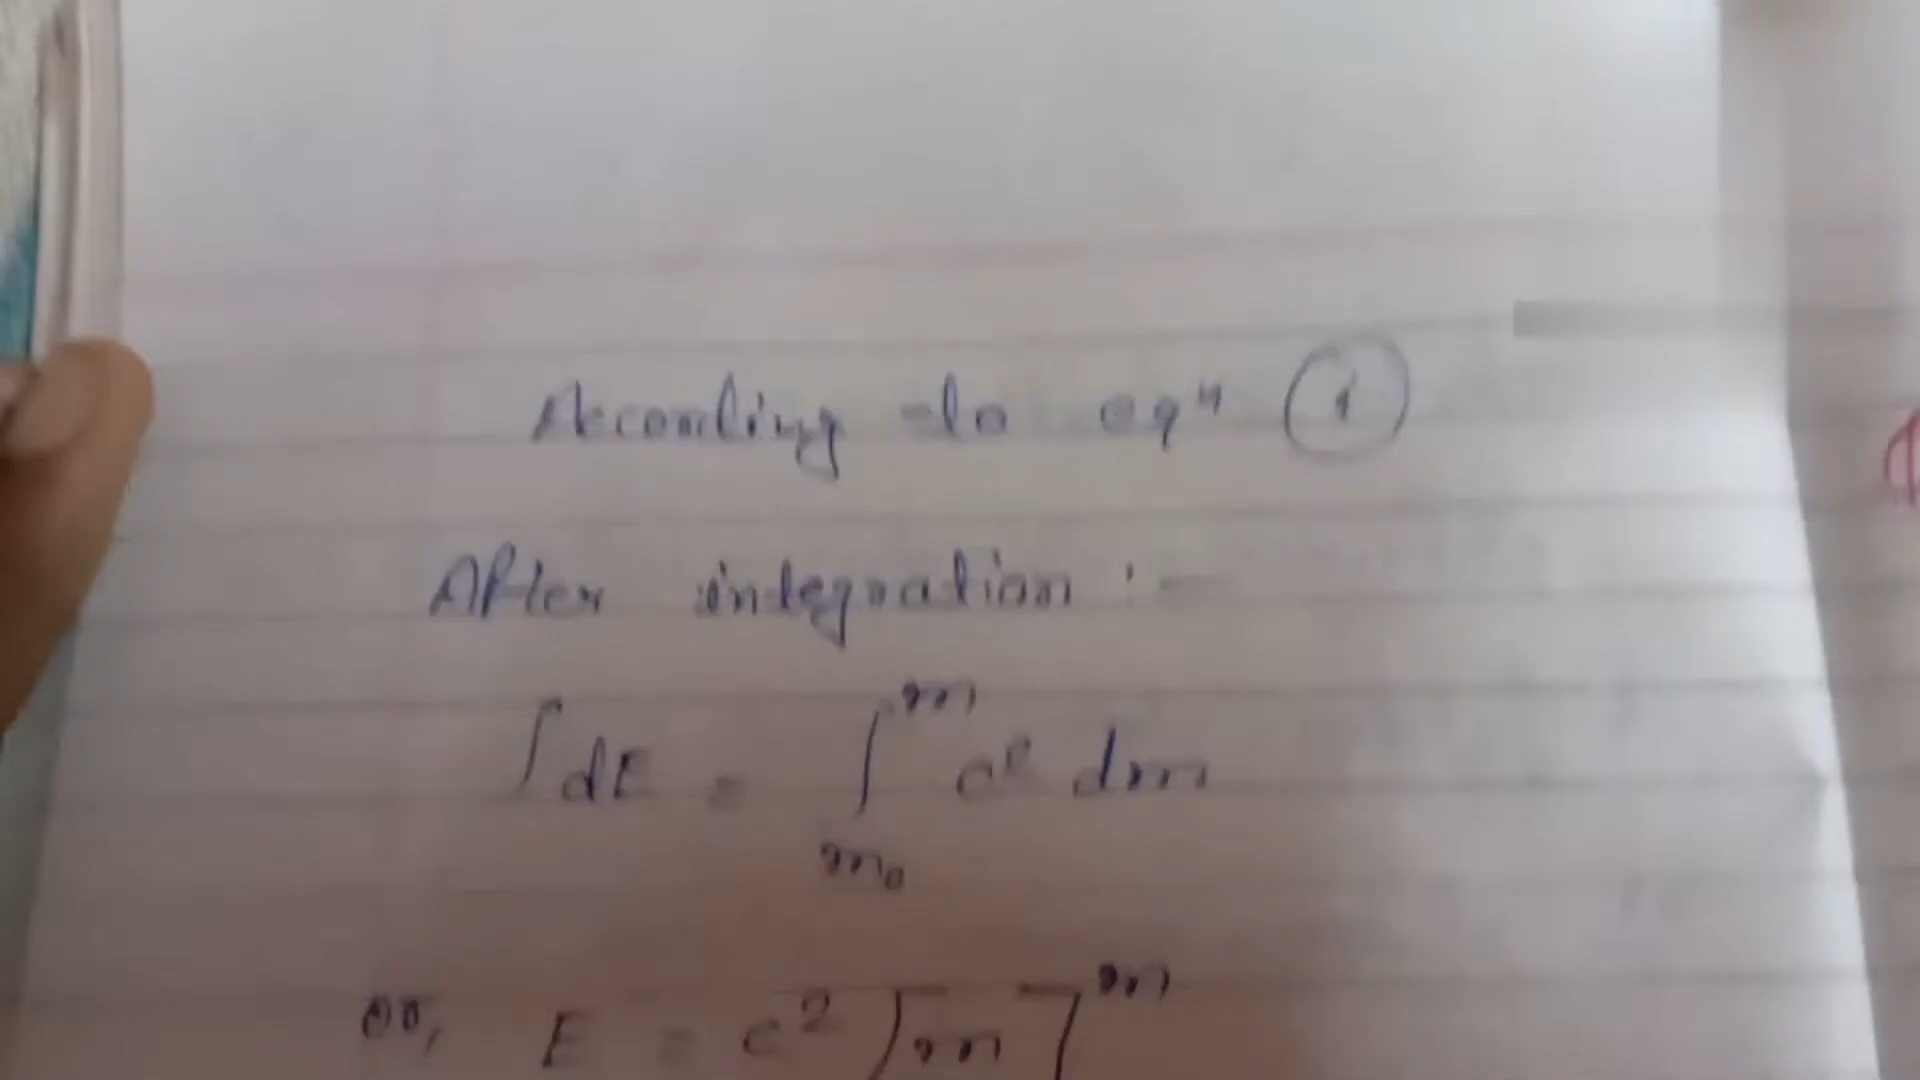 According to eqⁿ ①
After integration :-
∫dE = ∫_{m₀}^{m} c² dm
or, E = c² [m]^{m}